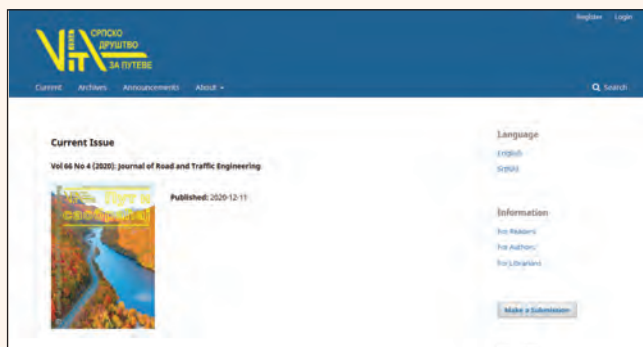 Register Login
СРПСКО
ДРУШТВО
ЗА ПУТЕВЕ
Current Archives Announcements About
Search
Current Issue
Vol 66 No 4 (2020): Journal of Road and Traffic Engineering
Published: 2020-12-11
Пут и
саобраћај
Language
English
Srpski
Information
For Readers
For Authors
For Librarians
Make a Submission